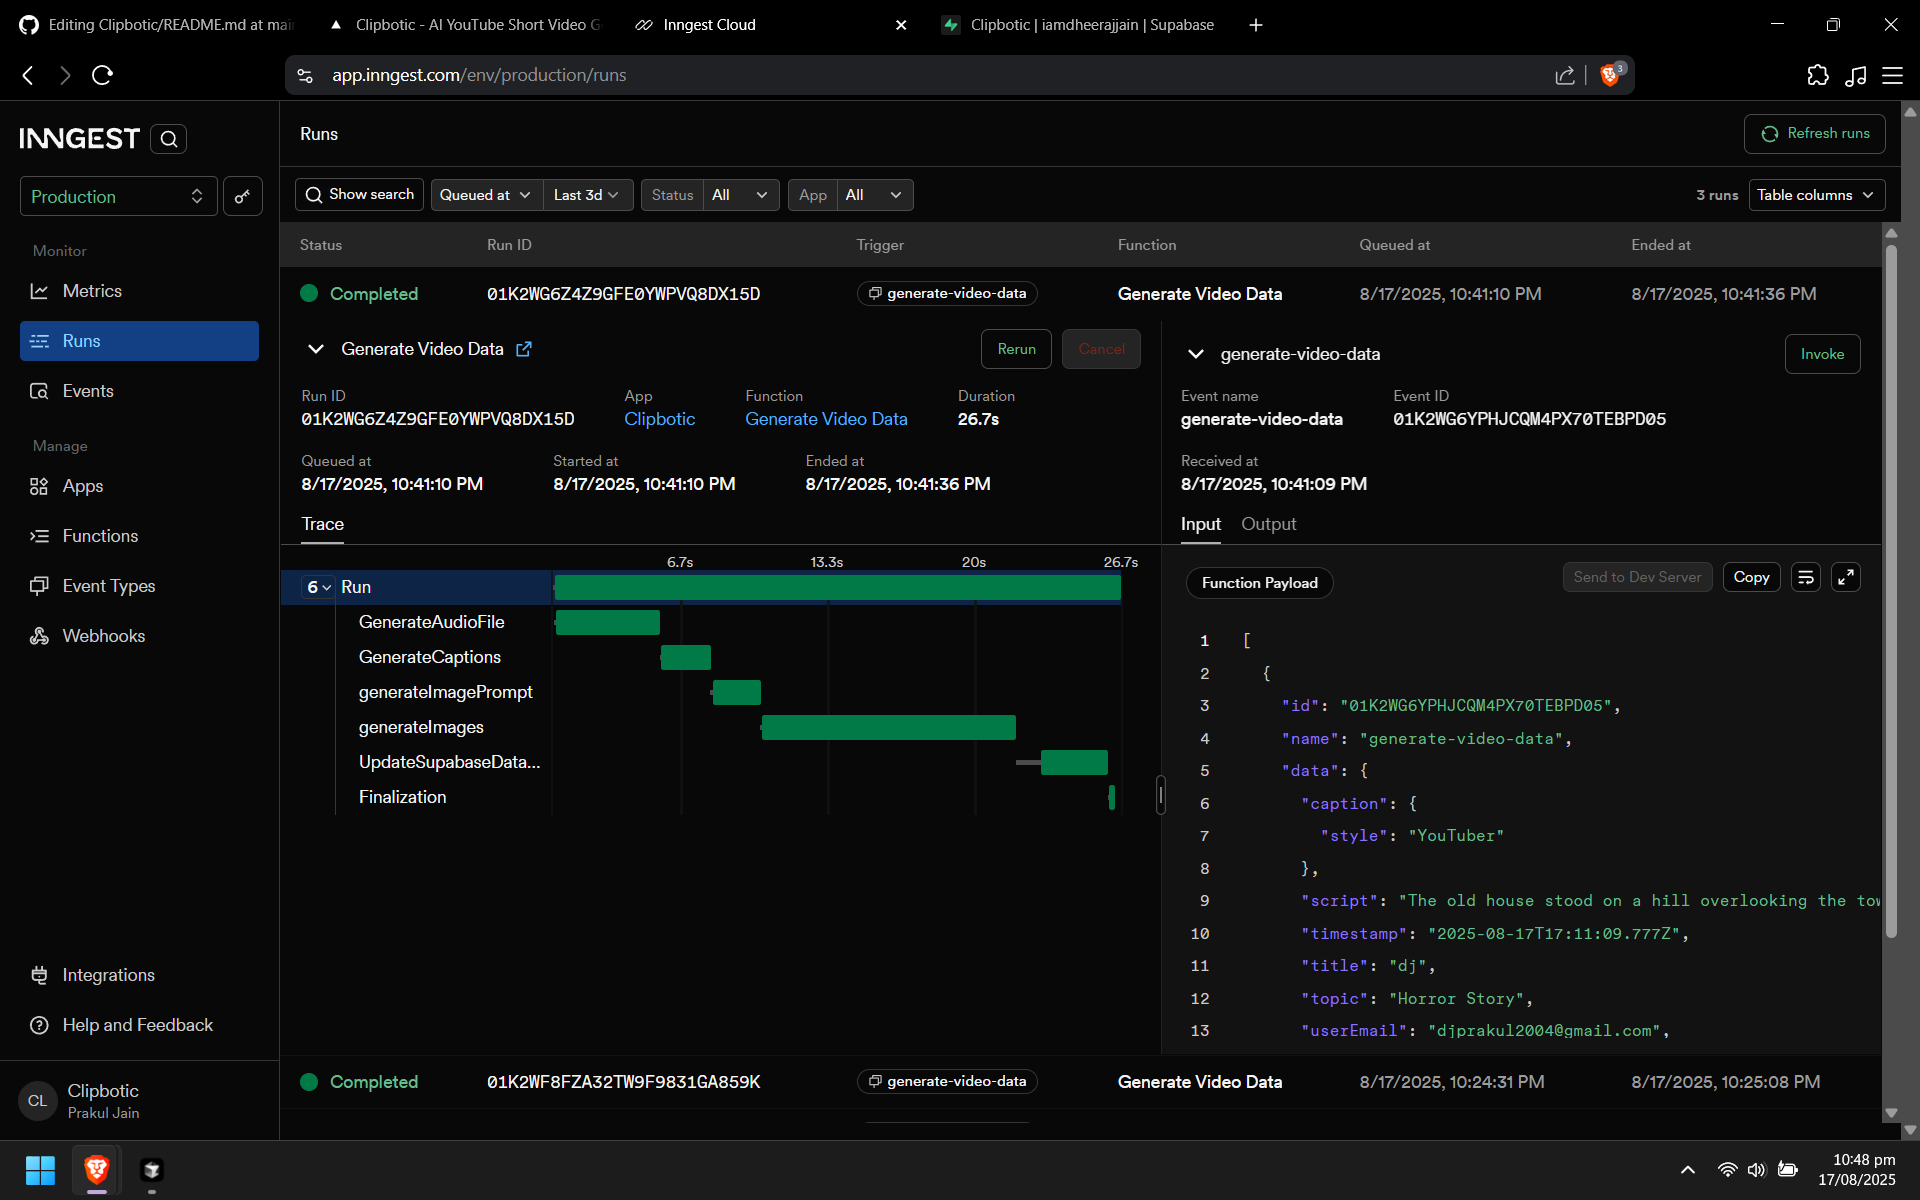 Editing Clipbotic/README.md at mai
Clipbotic - AI YouTube Short Video G
Inngest Cloud
Clipbotic | iamdheerajjain | Supabase
app.inngest.com/env/production/runs
3
INNGEST
Production
Monitor
Metrics
Runs
Events
Manage
Apps
Functions
Event Types
Webhooks
Integrations
Help and Feedback
CL
Clipbotic
Prakul Jain
Runs
Refresh runs
Show search
Queued at
Last 3d
Status
All
App
All
3 runs
Table columns
Status Run ID Trigger Function Queued at Ended at
Completed 01K2WG6Z4Z9GFE0YWPVQ8DX15D generate-video-data Generate Video Data 8/17/2025, 10:41:10 PM 8/17/2025, 10:41:36 PM
Generate Video Data
Rerun
Cancel
Run ID App Function Duration
01K2WG6Z4Z9GFE0YWPVQ8DX15D Clipbotic Generate Video Data 26.7s
Queued at Started at Ended at
8/17/2025, 10:41:10 PM 8/17/2025, 10:41:10 PM 8/17/2025, 10:41:36 PM
Trace
6.7s 13.3s 20s 26.7s
6 Run
GenerateAudioFile
GenerateCaptions
generateImagePrompt
generateImages
UpdateSupabaseData...
Finalization
generate-video-data
Invoke
Event name Event ID
generate-video-data 01K2WG6YPHJCQM4PX70TEBPD05
Received at
8/17/2025, 10:41:09 PM
Input Output
Function Payload
Send to Dev Server
Copy
1 [
2 {
3 "id": "01K2WG6YPHJCQM4PX70TEBPD05",
4 "name": "generate-video-data",
5 "data": {
6 "caption": {
7 "style": "YouTuber"
8 },
9 "script": "The old house stood on a hill overlooking the tow
10 "timestamp": "2025-08-17T17:11:09.777Z",
11 "title": "dj",
12 "topic": "Horror Story",
13 "userEmail": "djprakul2004@gmail.com",
Completed 01K2WF8FZA32TW9F9831GA859K generate-video-data Generate Video Data 8/17/2025, 10:24:31 PM 8/17/2025, 10:25:08 PM
10:48 pm
17/08/2025